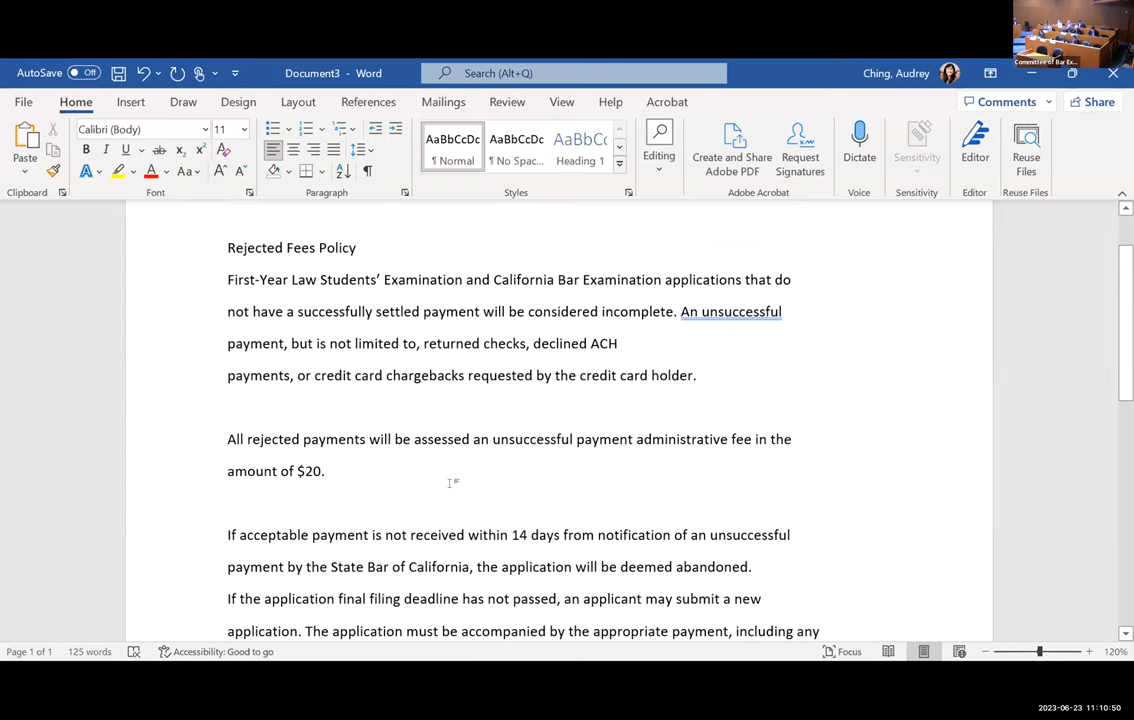 Committee of Bar Ex...
AutoSave Off
Document3 - Word
Search (Alt+Q)
Ching, Audrey
File Home Insert Draw Design Layout References Mailings Review View Help Acrobat
Comments Share
Calibri (Body) 11
AaBbCcDc AaBbCcDc AaBbCc
Paste
¶ Normal ¶ No Spac... Heading 1
Editing
Create and Share Adobe PDF
Request Signatures
Dictate
Sensitivity
Editor
Reuse Files
Clipboard Font Paragraph Styles Adobe Acrobat Voice Sensitivity Editor Reuse Files
Rejected Fees Policy
First-Year Law Students’ Examination and California Bar Examination applications that do
not have a successfully settled payment will be considered incomplete. An unsuccessful
payment, but is not limited to, returned checks, declined ACH
payments, or credit card chargebacks requested by the credit card holder.
All rejected payments will be assessed an unsuccessful payment administrative fee in the
amount of $20.
If acceptable payment is not received within 14 days from notification of an unsuccessful
payment by the State Bar of California, the application will be deemed abandoned.
If the application final filing deadline has not passed, an applicant may submit a new
application. The application must be accompanied by the appropriate payment, including any
Page 1 of 1 125 words Accessibility: Good to go Focus 120%
2023-06-23 11:10:50